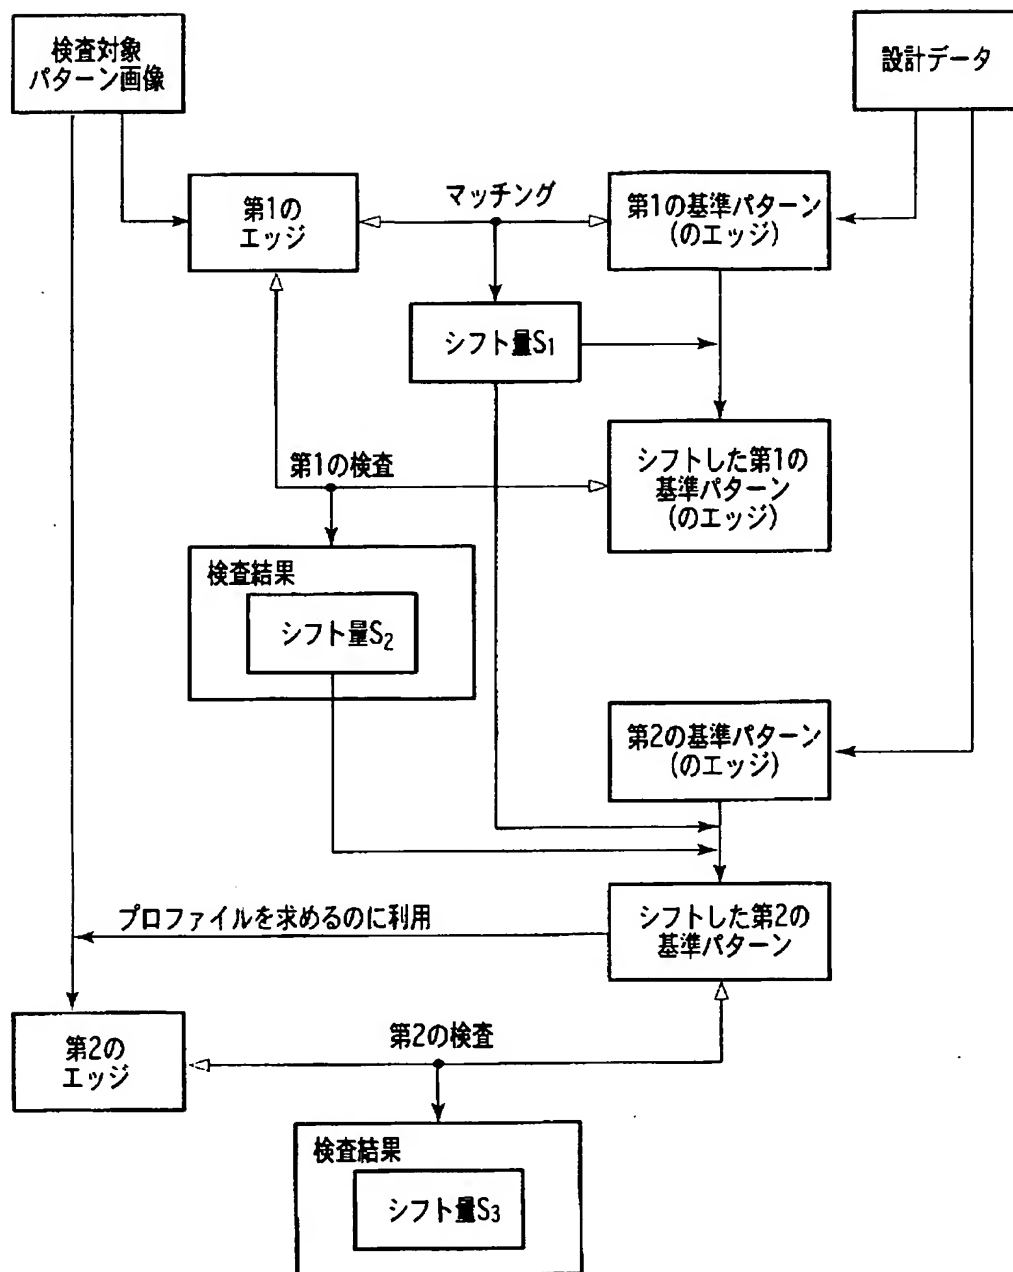 検査対象
パターン画像
設計データ
第1の
エッジ
マッチング
第1の基準パターン
(のエッジ)
シフト量S1
第1の検査
シフトした第1の
基準パターン
(のエッジ)
検査結果
シフト量S2
第2の基準パターン
(のエッジ)
プロファイルを求めるのに利用
シフトした第2の
基準パターン
第2の
エッジ
第2の検査
検査結果
シフト量S3